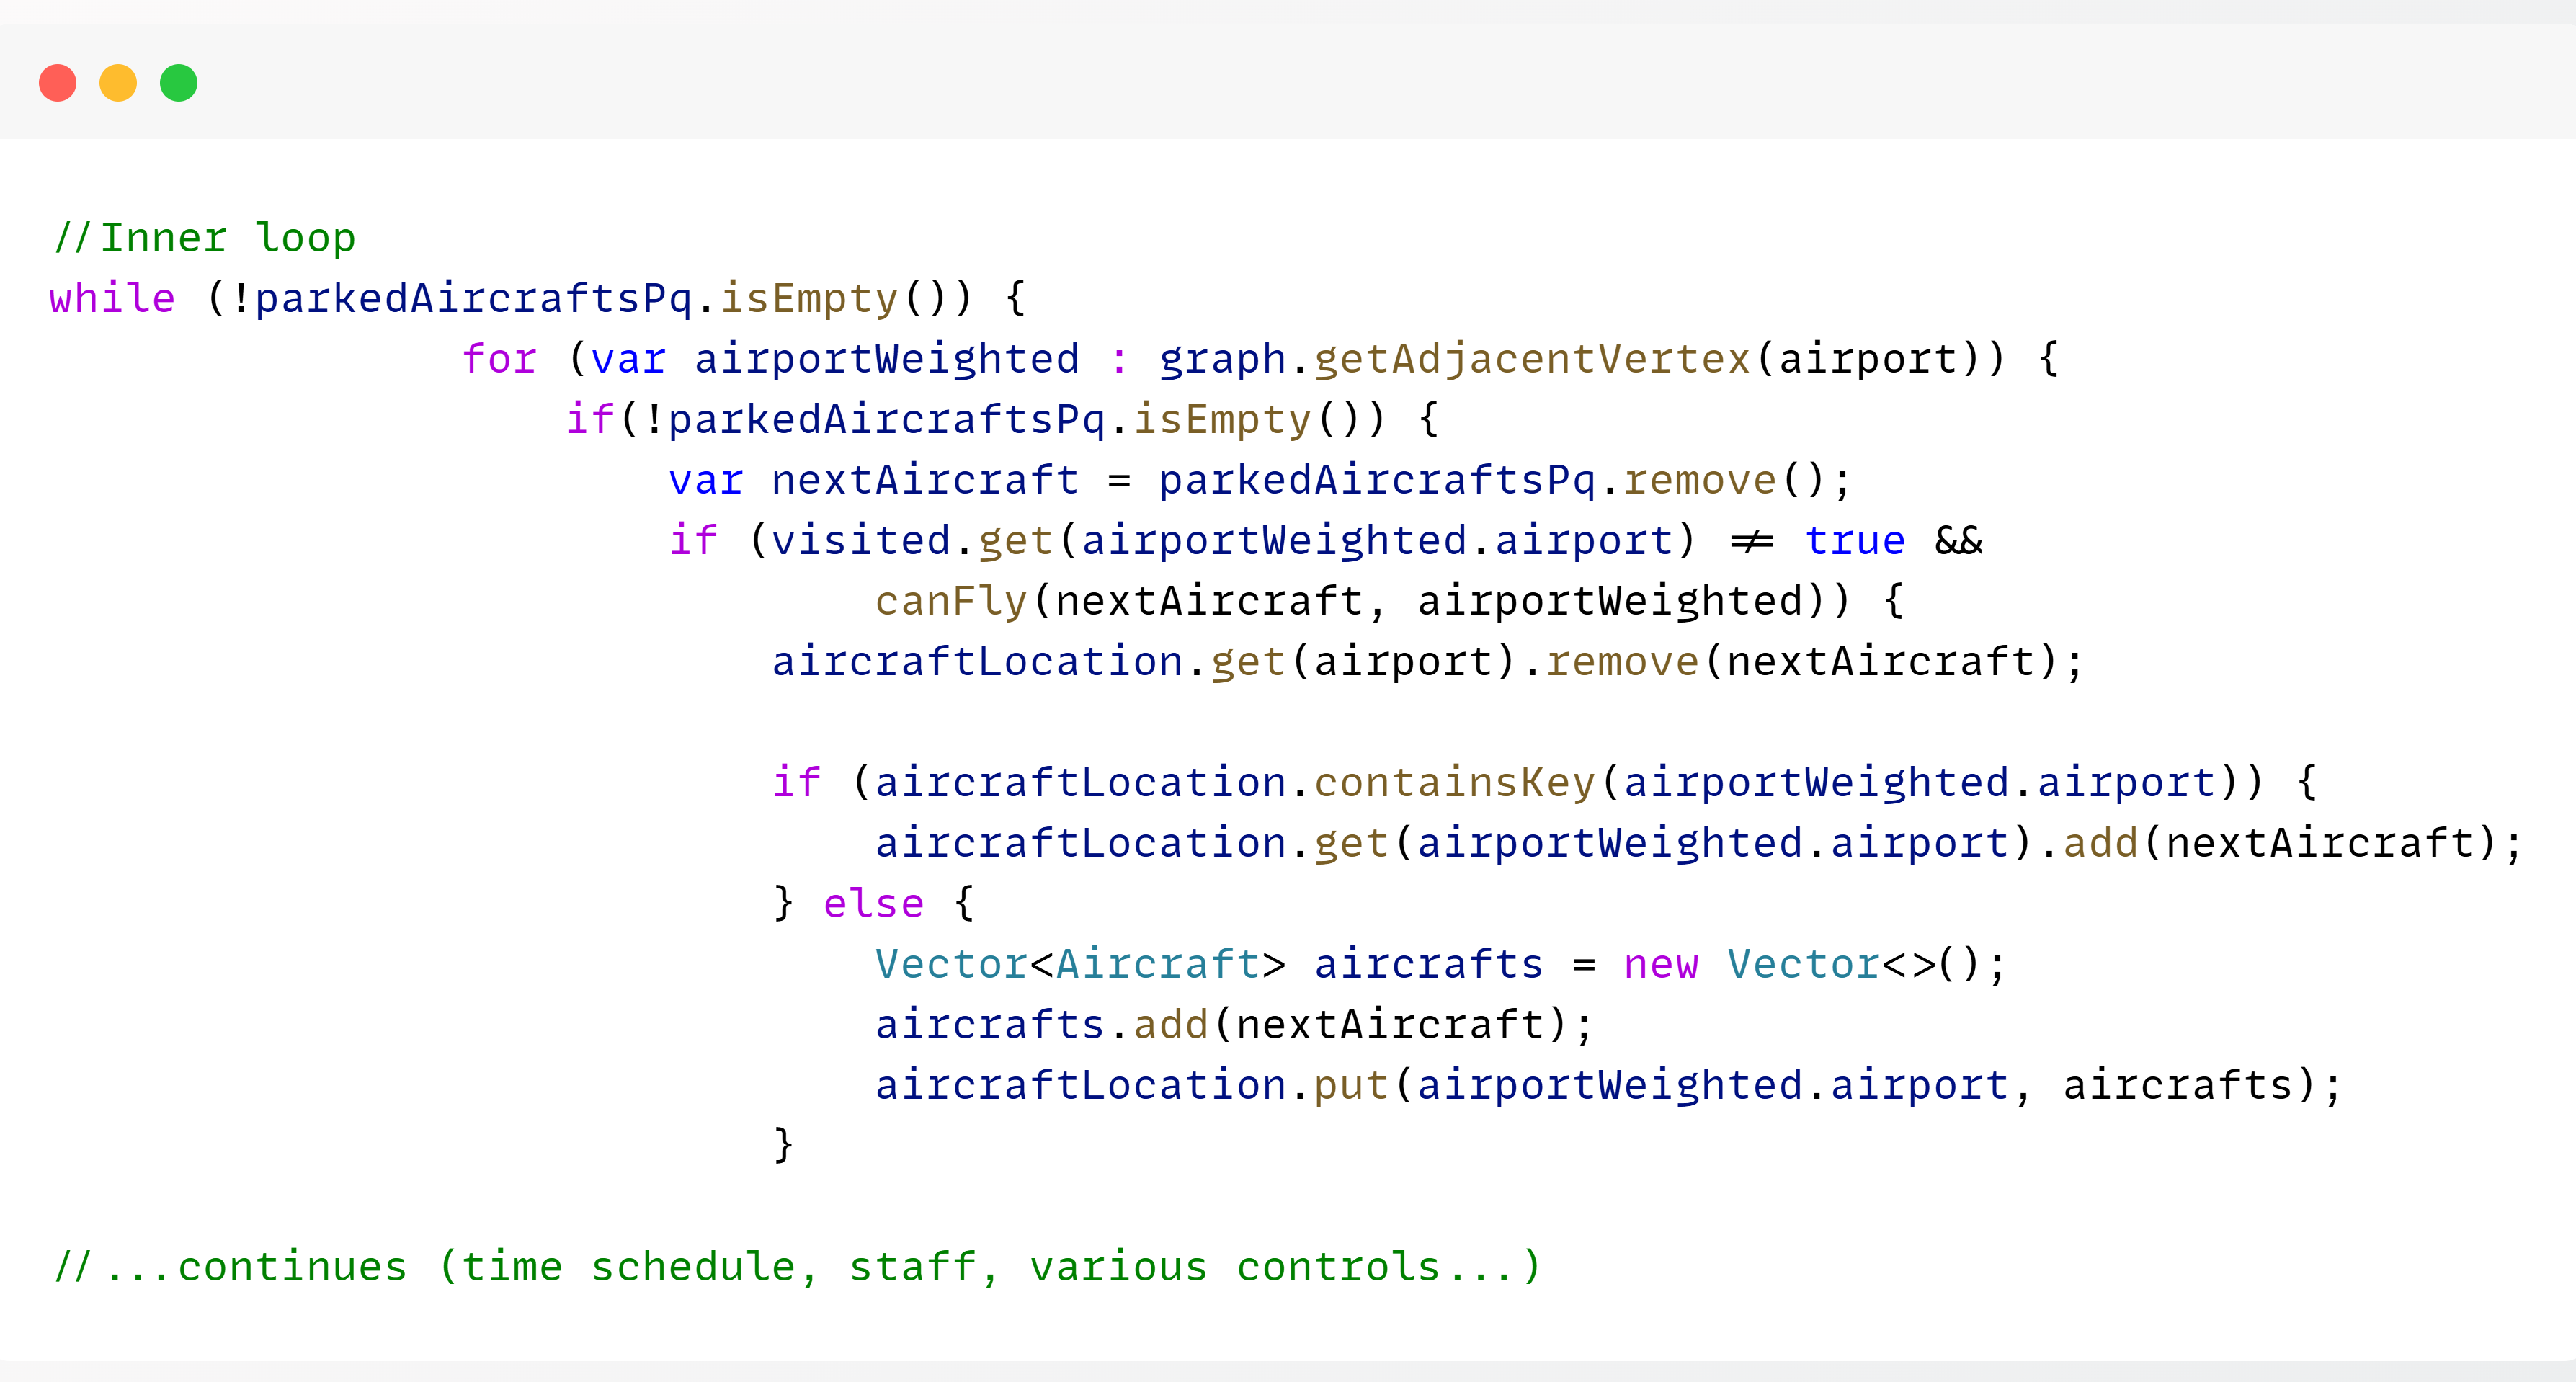 //Inner loop
while (!parkedAircraftsPq.isEmpty()) {
for (var airportWeighted : graph.getAdjacentVertex(airport)) {
if(!parkedAircraftsPq.isEmpty()) {
var nextAircraft = parkedAircraftsPq.remove();
if (visited.get(airportWeighted.airport) != true &&
canFly(nextAircraft, airportWeighted)) {
aircraftLocation.get(airport).remove(nextAircraft);
if (aircraftLocation.containsKey(airportWeighted.airport)) {
aircraftLocation.get(airportWeighted.airport).add(nextAircraft);
} else {
Vector<Aircraft> aircrafts = new Vector<>();
aircrafts.add(nextAircraft);
aircraftLocation.put(airportWeighted.airport, aircrafts);
}
//...continues (time schedule, staff, various controls...)